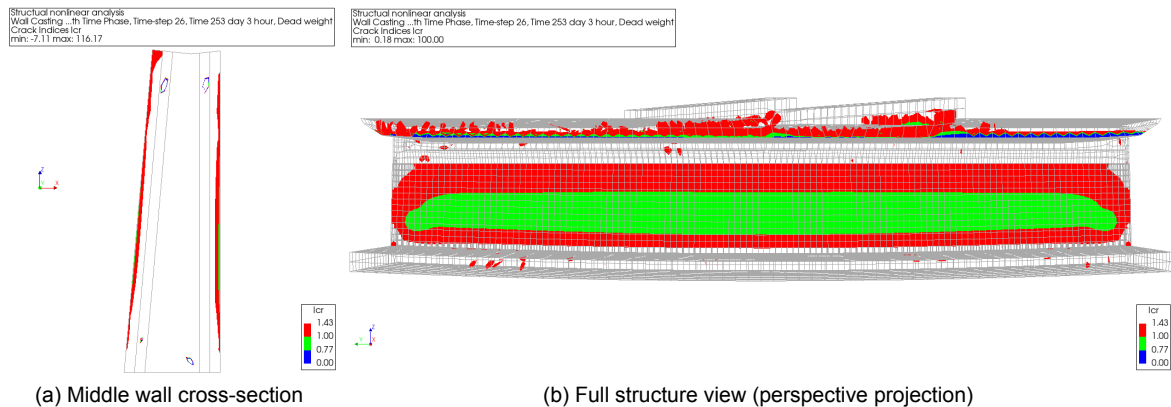 Structual nonlinear analysis
Wall Casting ...th Time Phase, Time-step 26, Time 253 day 3 hour, Dead weight
Crack Indices Icr
min: -7.11 max: 116.17
Structual nonlinear analysis
Wall Casting ...th Time Phase, Time-step 26, Time 253 day 3 hour, Dead weight
Crack Indices Icr
min: 0.18 max: 100.00
Z
Y X
Icr
1.43
1.00
0.77
0.00
Z
Y X
Icr
1.43
1.00
0.77
0.00
(a) Middle wall cross-section
(b) Full structure view (perspective projection)